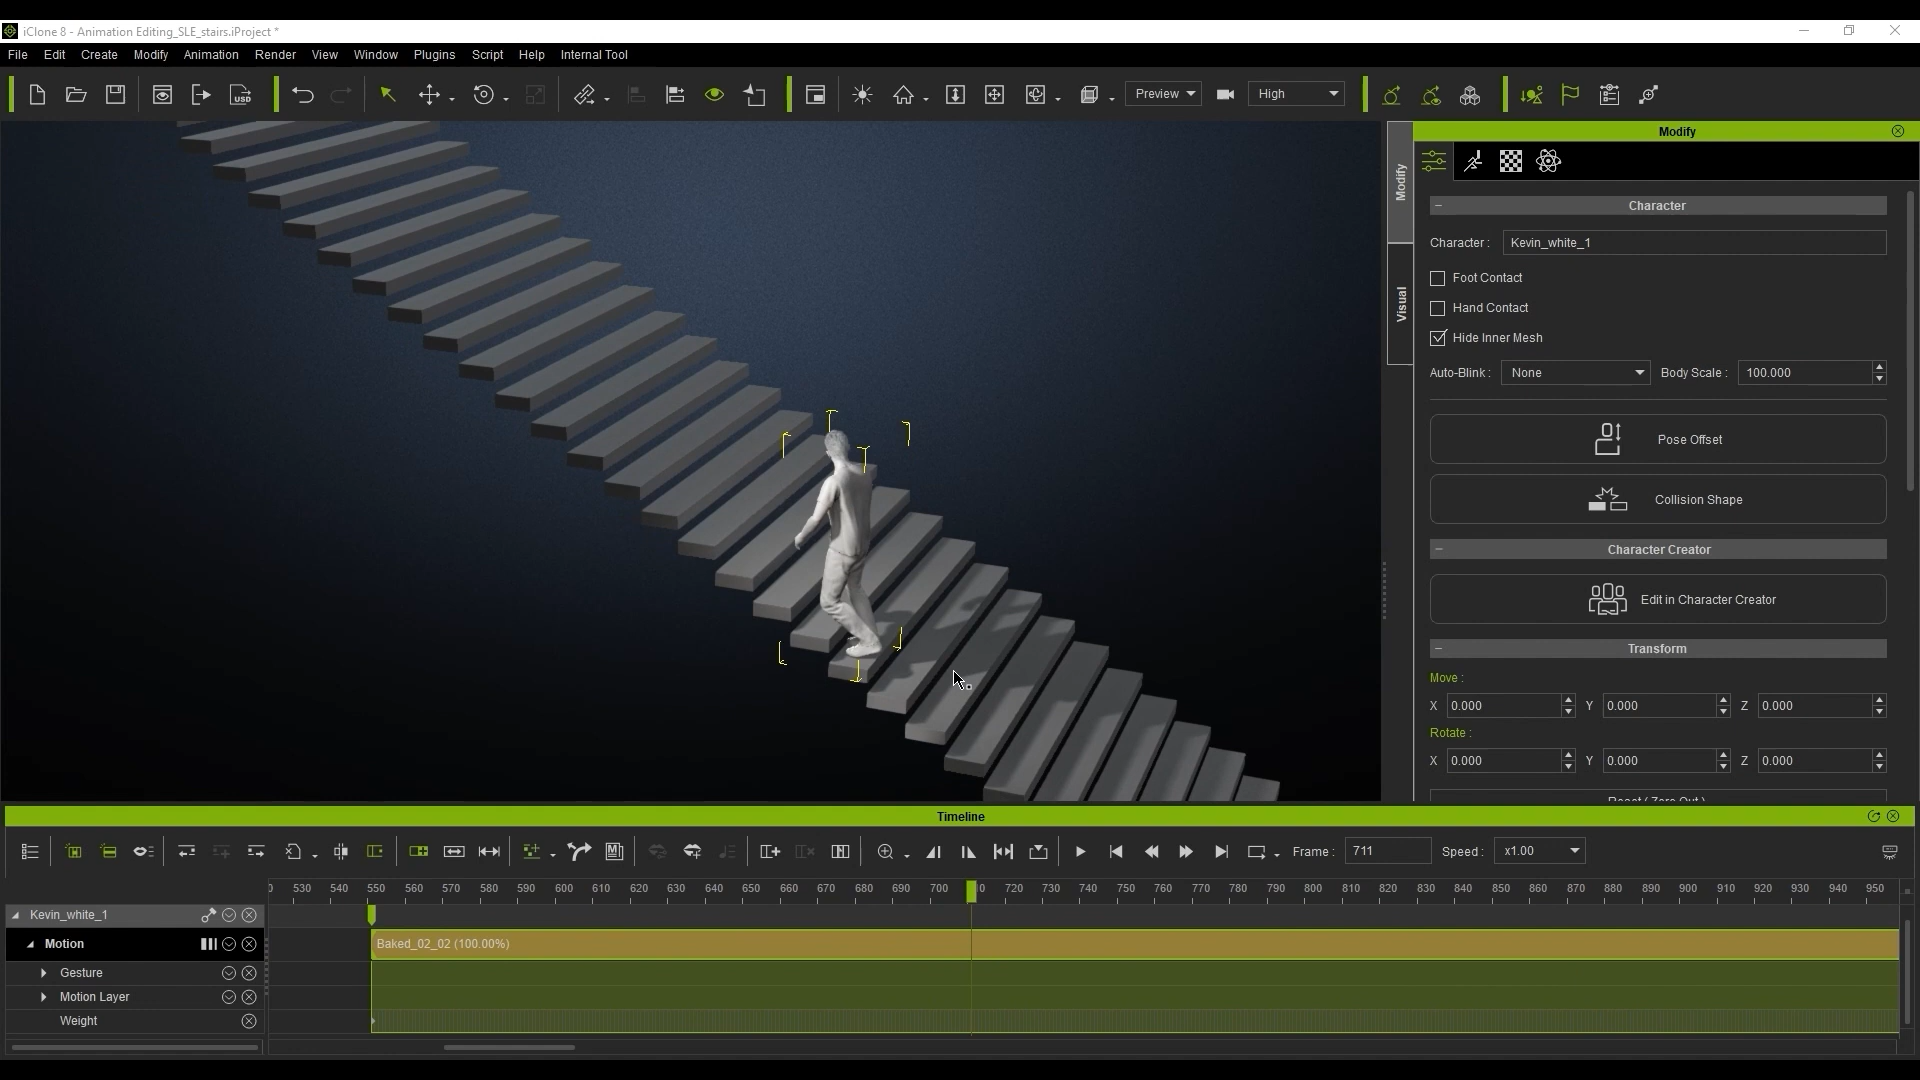 iClone 8 - Animation Editing_SLE_stairs.iProject *
File Edit Create Modify Animation Render View Window Plugins Script Help Internal Tool
USD Preview High
Modify
Modify
Visual
Character
Character : Kevin_white_1
Foot Contact
Hand Contact
Hide Inner Mesh
Auto-Blink : None Body Scale : 100.000
Pose Offset
Collision Shape
Character Creator
Edit in Character Creator
Transform
Move :
X 0.000 Y 0.000 Z 0.000
Rotate :
X 0.000 Y 0.000 Z 0.000
Reset ( Zero Out )
Timeline
Frame : 711 Speed : x1.00
0 530 540 550 560 570 580 590 600 610 620 630 640 650 660 670 680 690 700 10 720 730 740 750 760 770 780 790 800 810 820 830 840 850 860 870 880 890 900 910 920 930 940 950
Kevin_white_1
Motion Baked_02_02 (100.00%)
Gesture
Motion Layer
Weight